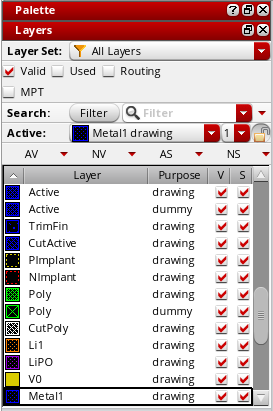 Palette
Layers
Layer Set: All Layers
Valid Used Routing
MPT
Search: Filter Filter
Active: Metal1 drawing 1
AV NV AS NS
Layer Purpose V S
Active drawing
Active dummy
TrimFin drawing
CutActive drawing
PImplant drawing
NImplant drawing
Poly drawing
Poly dummy
CutPoly drawing
Li1 drawing
LiPO drawing
V0 drawing
Metal1 drawing